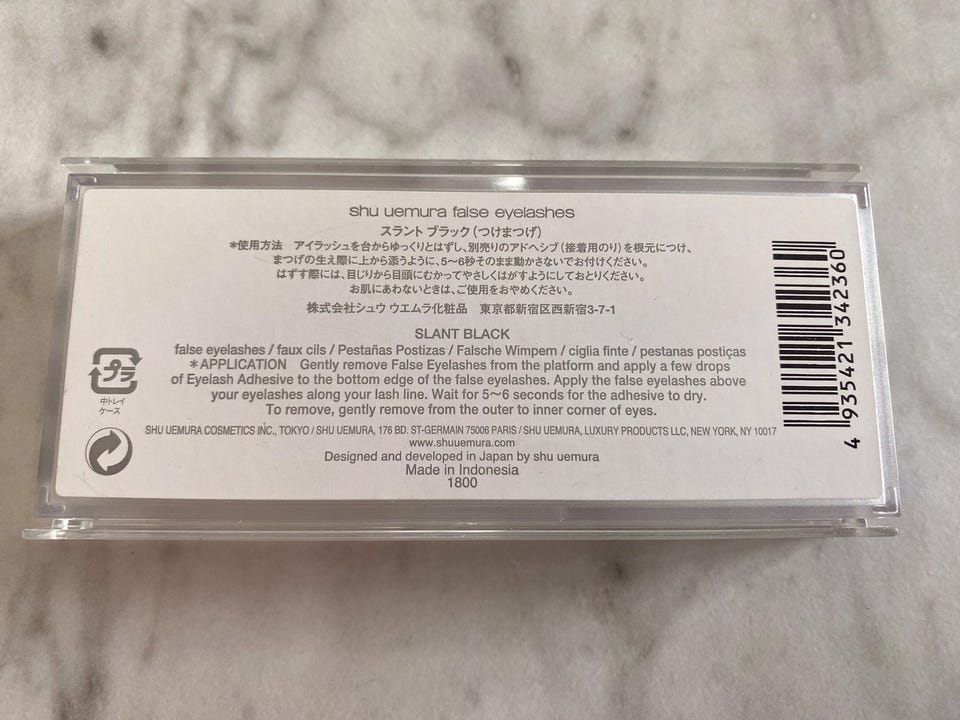 shu uemura false eyelashes
スラント ブラック(つけまつげ)
*使用方法 アイラッシュを台からゆっくりとはずし、別売りのアドヘシブ(接着用のり)を根元につけ、
まつげの生え際に上から添うように、5〜6秒そのまま動かさないでお付けください。
はずす際には、目じりから目頭にむかってやさしくはがすようにしておとりください。
お肌にあわないときは、ご使用をおやめください。
株式会社シュウ ウエムラ化粧品 東京都新宿区西新宿3-7-1
SLANT BLACK
false eyelashes / faux cils / Pestañas Postizas / Falsche Wimpern / ciglia finte / pestanas postiças
*APPLICATION Gently remove False Eyelashes from the platform and apply a few drops
of Eyelash Adhesive to the bottom edge of the false eyelashes. Apply the false eyelashes above
your eyelashes along your lash line. Wait for 5〜6 seconds for the adhesive to dry.
To remove, gently remove from the outer to inner corner of eyes.
SHU UEMURA COSMETICS INC., TOKYO / SHU UEMURA, 176 BD. ST-GERMAIN 75006 PARIS / SHU UEMURA, LUXURY PRODUCTS LLC, NEW YORK, NY 10017
www.shuuemura.com
Designed and developed in Japan by shu uemura
Made in Indonesia
1800
プラ
中トレイ
ケース
4 935421 342360